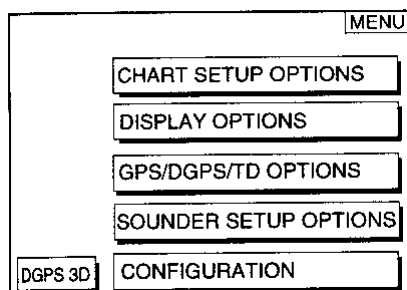 MENU
CHART SETUP OPTIONS
DISPLAY OPTIONS
GPS/DGPS/TD OPTIONS
SOUNDER SETUP OPTIONS
DGPS 3D CONFIGURATION